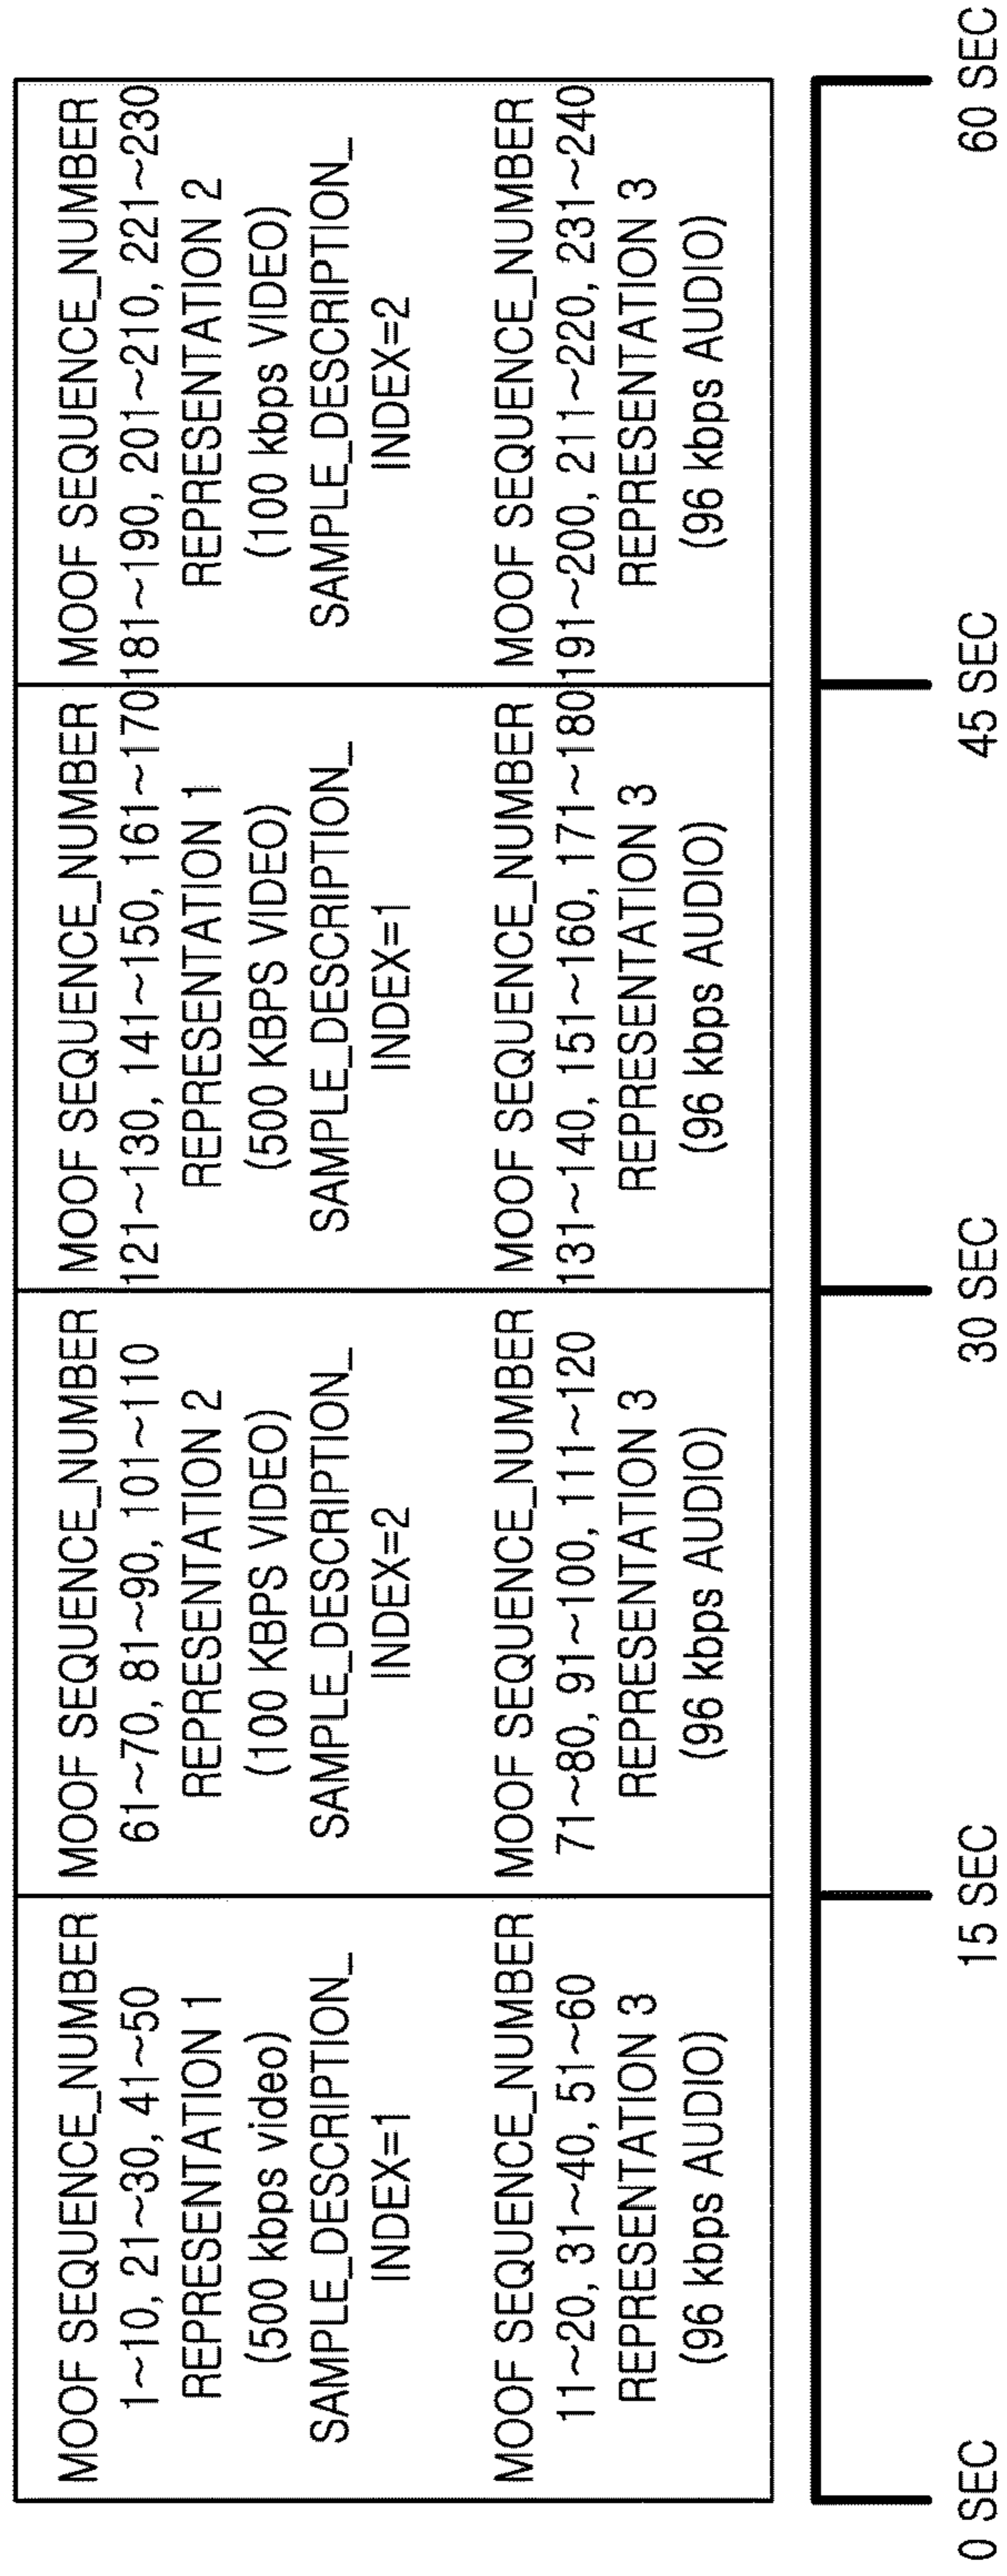 MOOF SEQUENCE_NUMBER
1~10, 21~30, 41~50
REPRESENTATION 1
(500 kbps video)
SAMPLE_DESCRIPTION_
INDEX=1
MOOF SEQUENCE_NUMBER
11~20, 31~40, 51~60
REPRESENTATION 3
(96 kbps AUDIO)
MOOF SEQUENCE_NUMBER
61~70, 81~90, 101~110
REPRESENTATION 2
(100 KBPS VIDEO)
SAMPLE_DESCRIPTION_
INDEX=2
MOOF SEQUENCE_NUMBER
71~80, 91~100, 111~120
REPRESENTATION 3
(96 kbps AUDIO)
MOOF SEQUENCE_NUMBER
121~130, 141~150, 161~170
REPRESENTATION 1
(500 KBPS VIDEO)
SAMPLE_DESCRIPTION_
INDEX=1
MOOF SEQUENCE_NUMBER
131~140, 151~160, 171~180
REPRESENTATION 3
(96 kbps AUDIO)
MOOF SEQUENCE_NUMBER
181~190, 201~210, 221~230
REPRESENTATION 2
(100 kbps VIDEO)
SAMPLE_DESCRIPTION_
INDEX=2
MOOF SEQUENCE_NUMBER
191~200, 211~220, 231~240
REPRESENTATION 3
(96 kbps AUDIO)
0 SEC
15 SEC
30 SEC
45 SEC
60 SEC